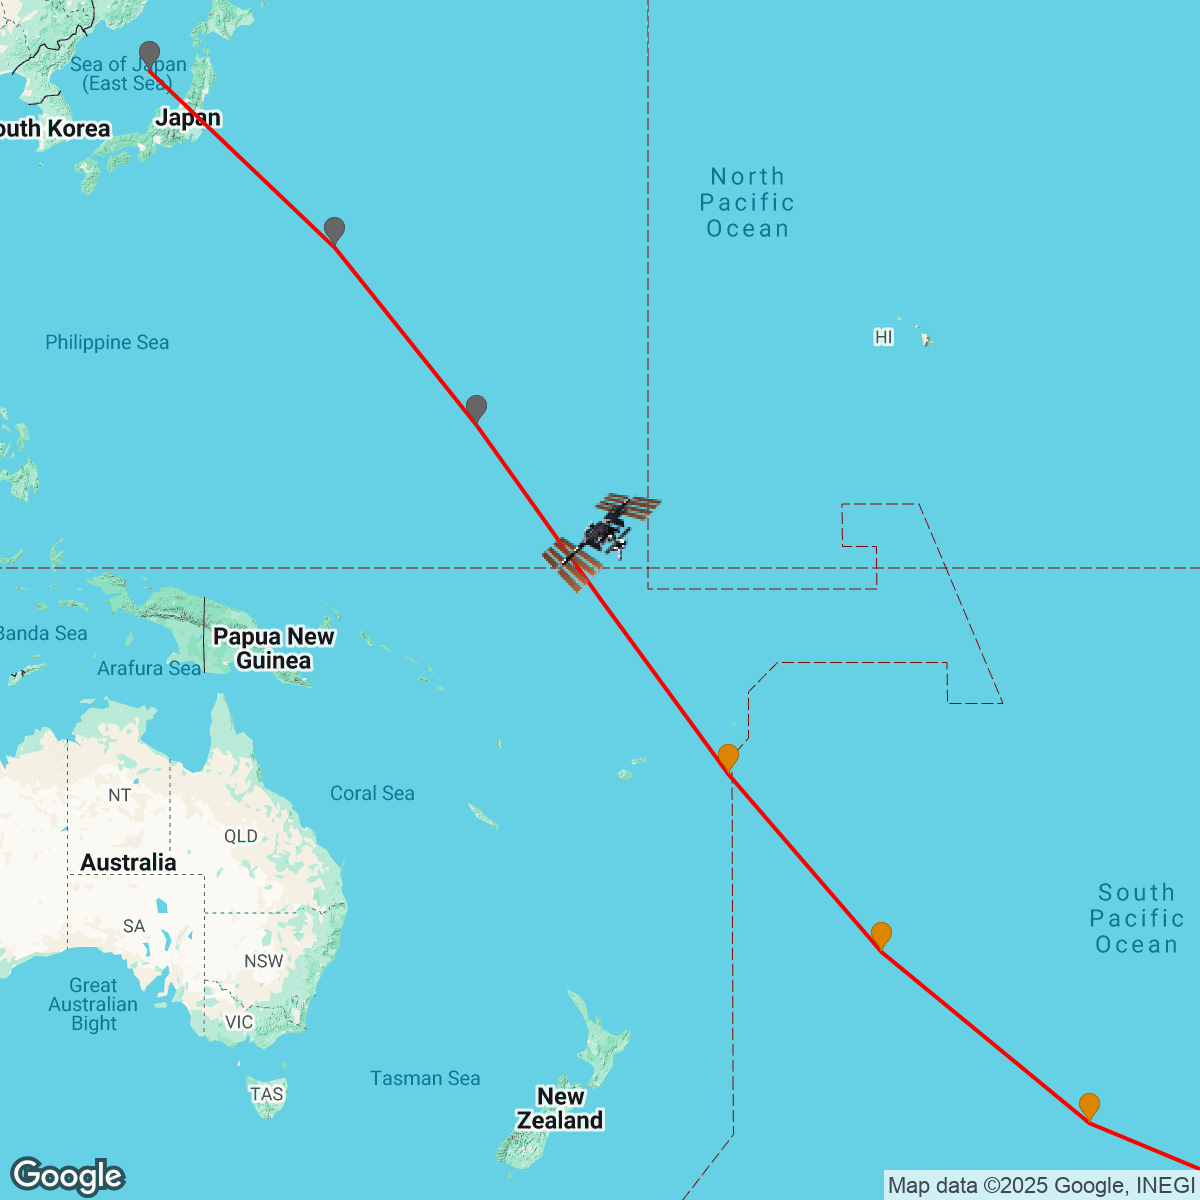 Sea of Japan
(East Sea)
Japan
outh Korea
North
Pacific
Ocean
Philippine Sea
HI
Papua New
Guinea
Banda Sea
Arafura Sea
NT
Coral Sea
QLD
Australia
SA
NSW
South
Pacific
Ocean
Great
Australian
Bight
VIC
TAS
Tasman Sea
New
Zealand
Google
Map data ©2025 Google, INEGI